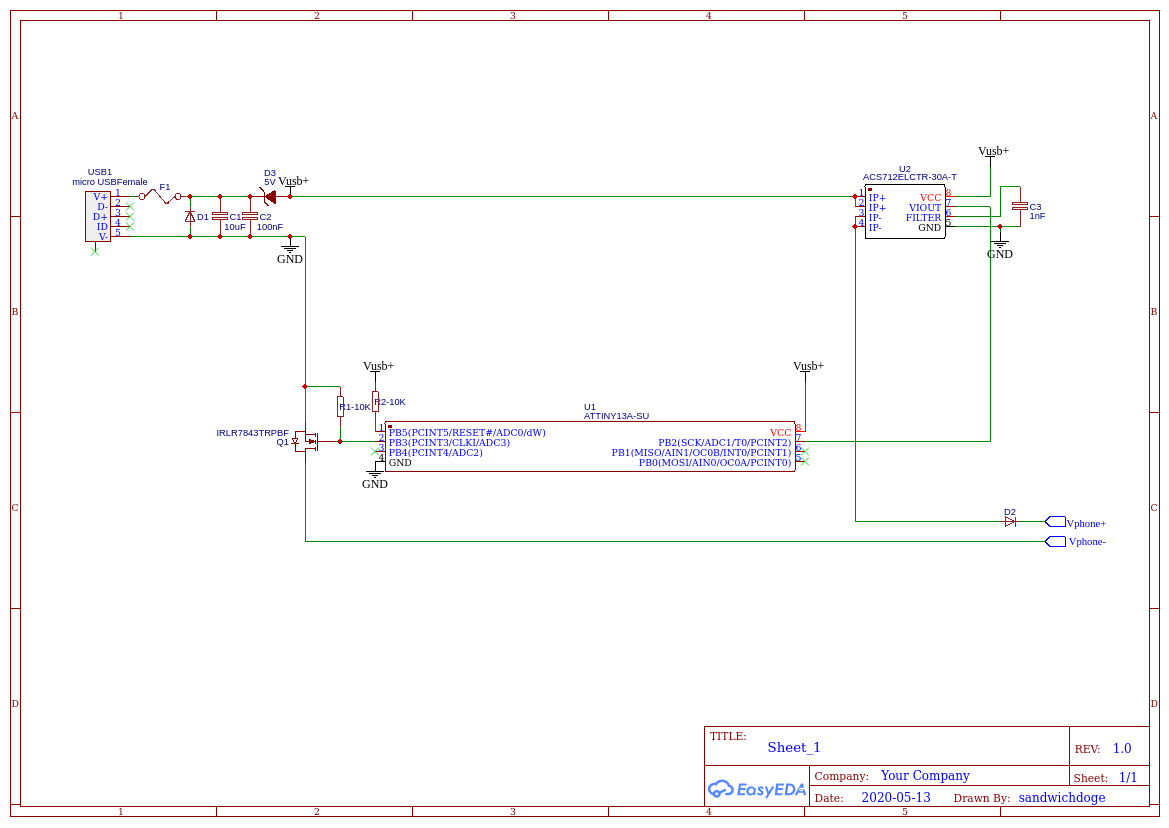 1 2 3 4 5
A A
B B
C C
D D
1 2 3 4 5
USB1
micro USBFemale
V+ 1
D- 2
D+ 3
ID 4
V- 5
F1
D1
C1
10uF
C2
100nF
D3
5V
Vusb+
GND
Vusb+
U2
ACS712ELCTR-30A-T
1 IP+ VCC 8
2 IP+ VIOUT 7
3 IP- FILTER 6
4 IP- GND 5
C3
1nF
GND
Vusb+
R1-10K
R2-10K
Vusb+
IRLR7843TRPBF
Q1
U1
ATTINY13A-SU
1 PB5(PCINT5/RESET#/ADC0/dW) VCC 8
2 PB3(PCINT3/CLKI/ADC3) PB2(SCK/ADC1/T0/PCINT2) 7
3 PB4(PCINT4/ADC2) PB1(MISO/AIN1/OC0B/INT0/PCINT1) 6
4 GND PB0(MOSI/AIN0/OC0A/PCINT0) 5
GND
D2
Vphone+
Vphone-
TITLE:
Sheet_1
REV: 1.0
EasyEDA
Company: Your Company
Sheet: 1/1
Date: 2020-05-13 Drawn By: sandwichdoge